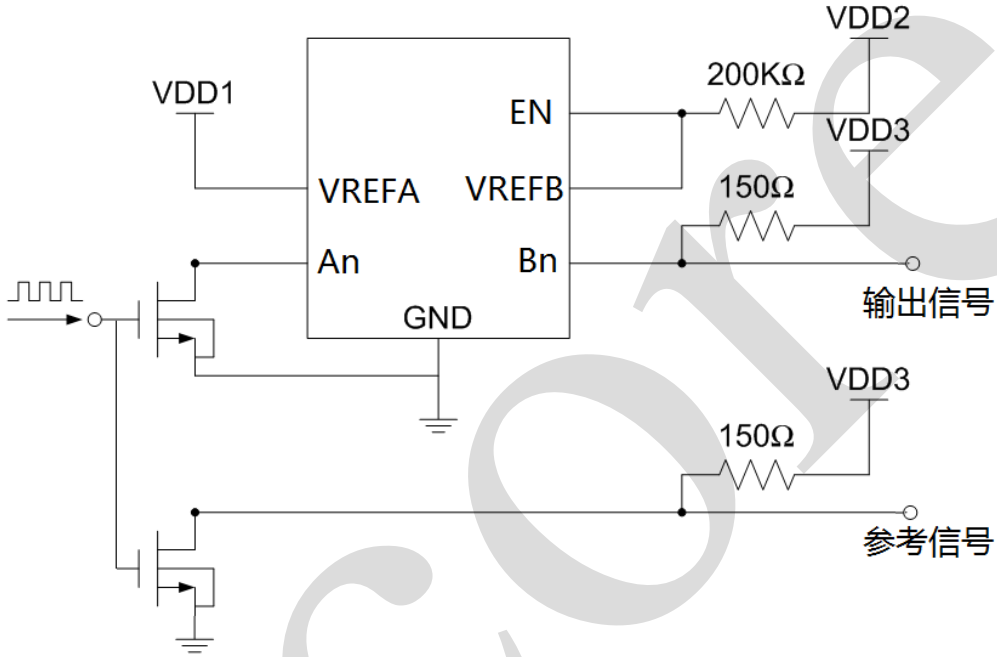 VDD2
200KΩ
VDD1
EN
VDD3
VREFA
VREFB
150Ω
An
Bn
输出信号
GND
VDD3
150Ω
参考信号
core